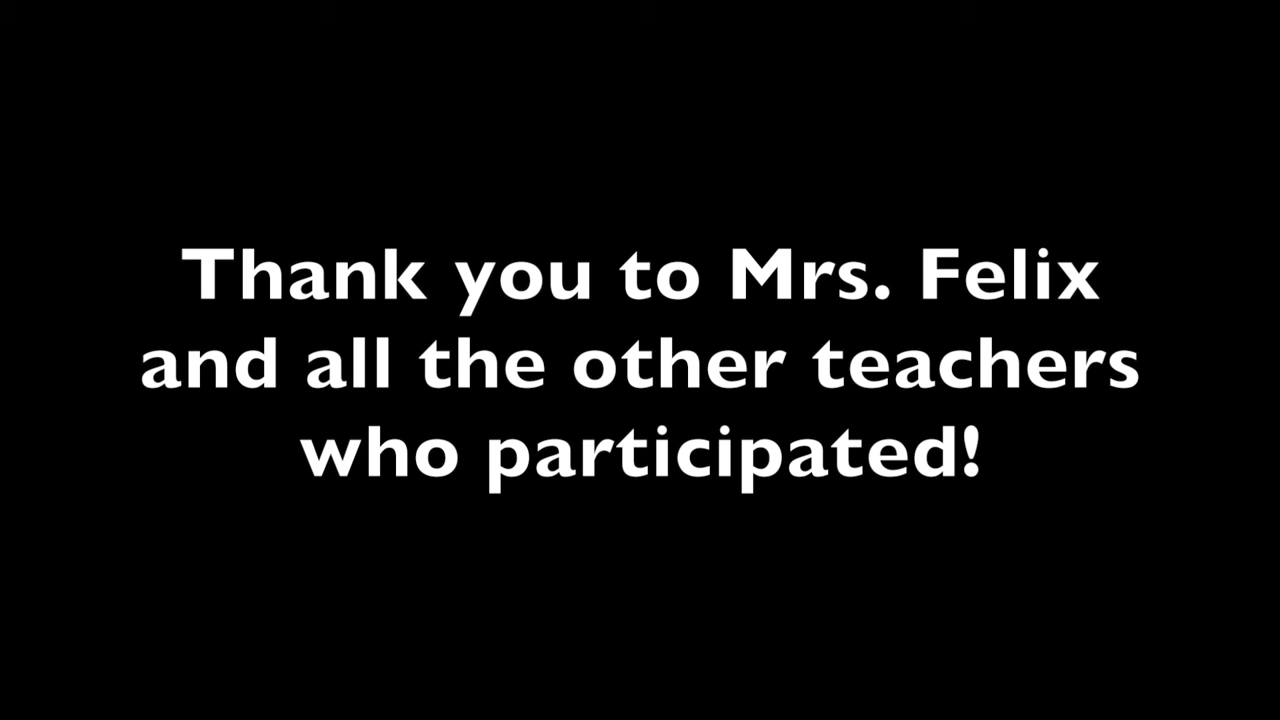 Thank you to Mrs. Felix
and all the other teachers
who participated!